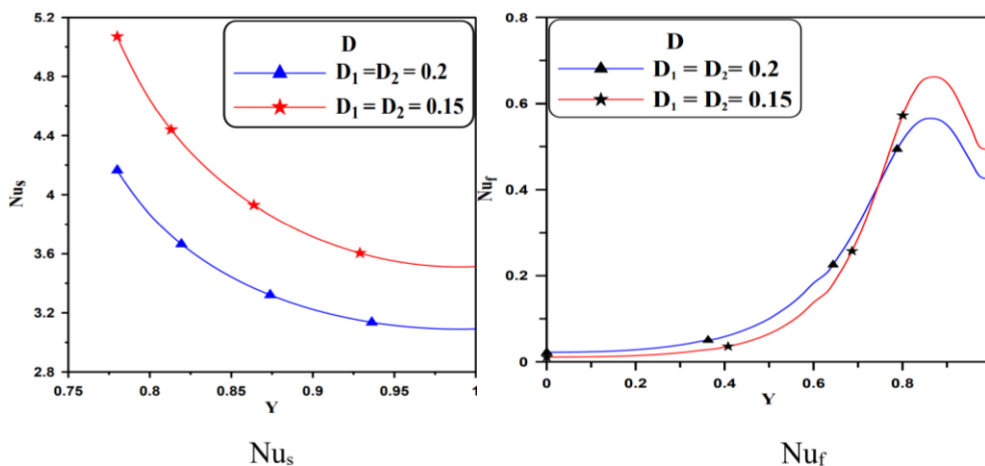 5.2
4.8
4.4
4
3.6
3.2
2.8
Nus
D
D1 =D2 = 0.2
D1 = D2 = 0.15
0.75 0.8 0.85 0.9 0.95 1
Y
Nus
0.8
0.6
0.4
0.2
0
Nuf
D
D1 = D2= 0.2
D1 = D2= 0.15
0 0.2 0.4 0.6 0.8
Y
Nuf